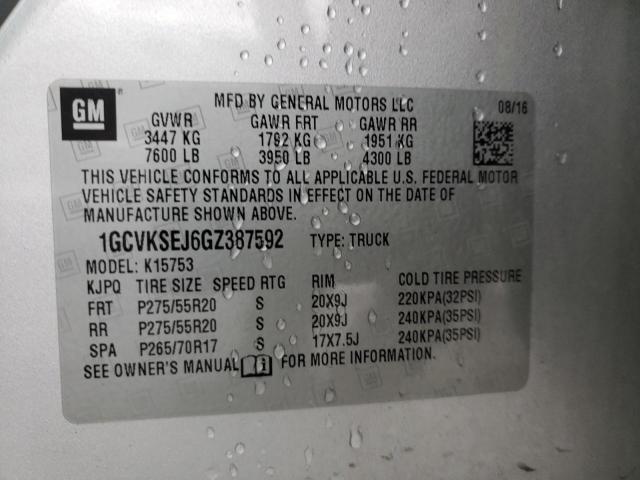 GM
MFD BY GENERAL MOTORS LLC 08/16
GVWR GAWR FRT GAWR RR
3447 KG 1792 KG 1951 KG
7600 LB 3950 LB 4300 LB
THIS VEHICLE CONFORMS TO ALL APPLICABLE U.S. FEDERAL MOTOR
VEHICLE SAFETY STANDARDS IN EFFECT ON THE DATE OF
MANUFACTURE SHOWN ABOVE.
1GCVKSEJ6GZ387592 TYPE: TRUCK
MODEL: K15753
KJPQ TIRE SIZE SPEED RTG RIM COLD TIRE PRESSURE
FRT P275/55R20 S 20X9J 220KPA(32PSI)
RR P275/55R20 S 20X9J 240KPA(35PSI)
SPA P265/70R17 S 17X7.5J 240KPA(35PSI)
SEE OWNER'S MANUAL FOR MORE INFORMATION.